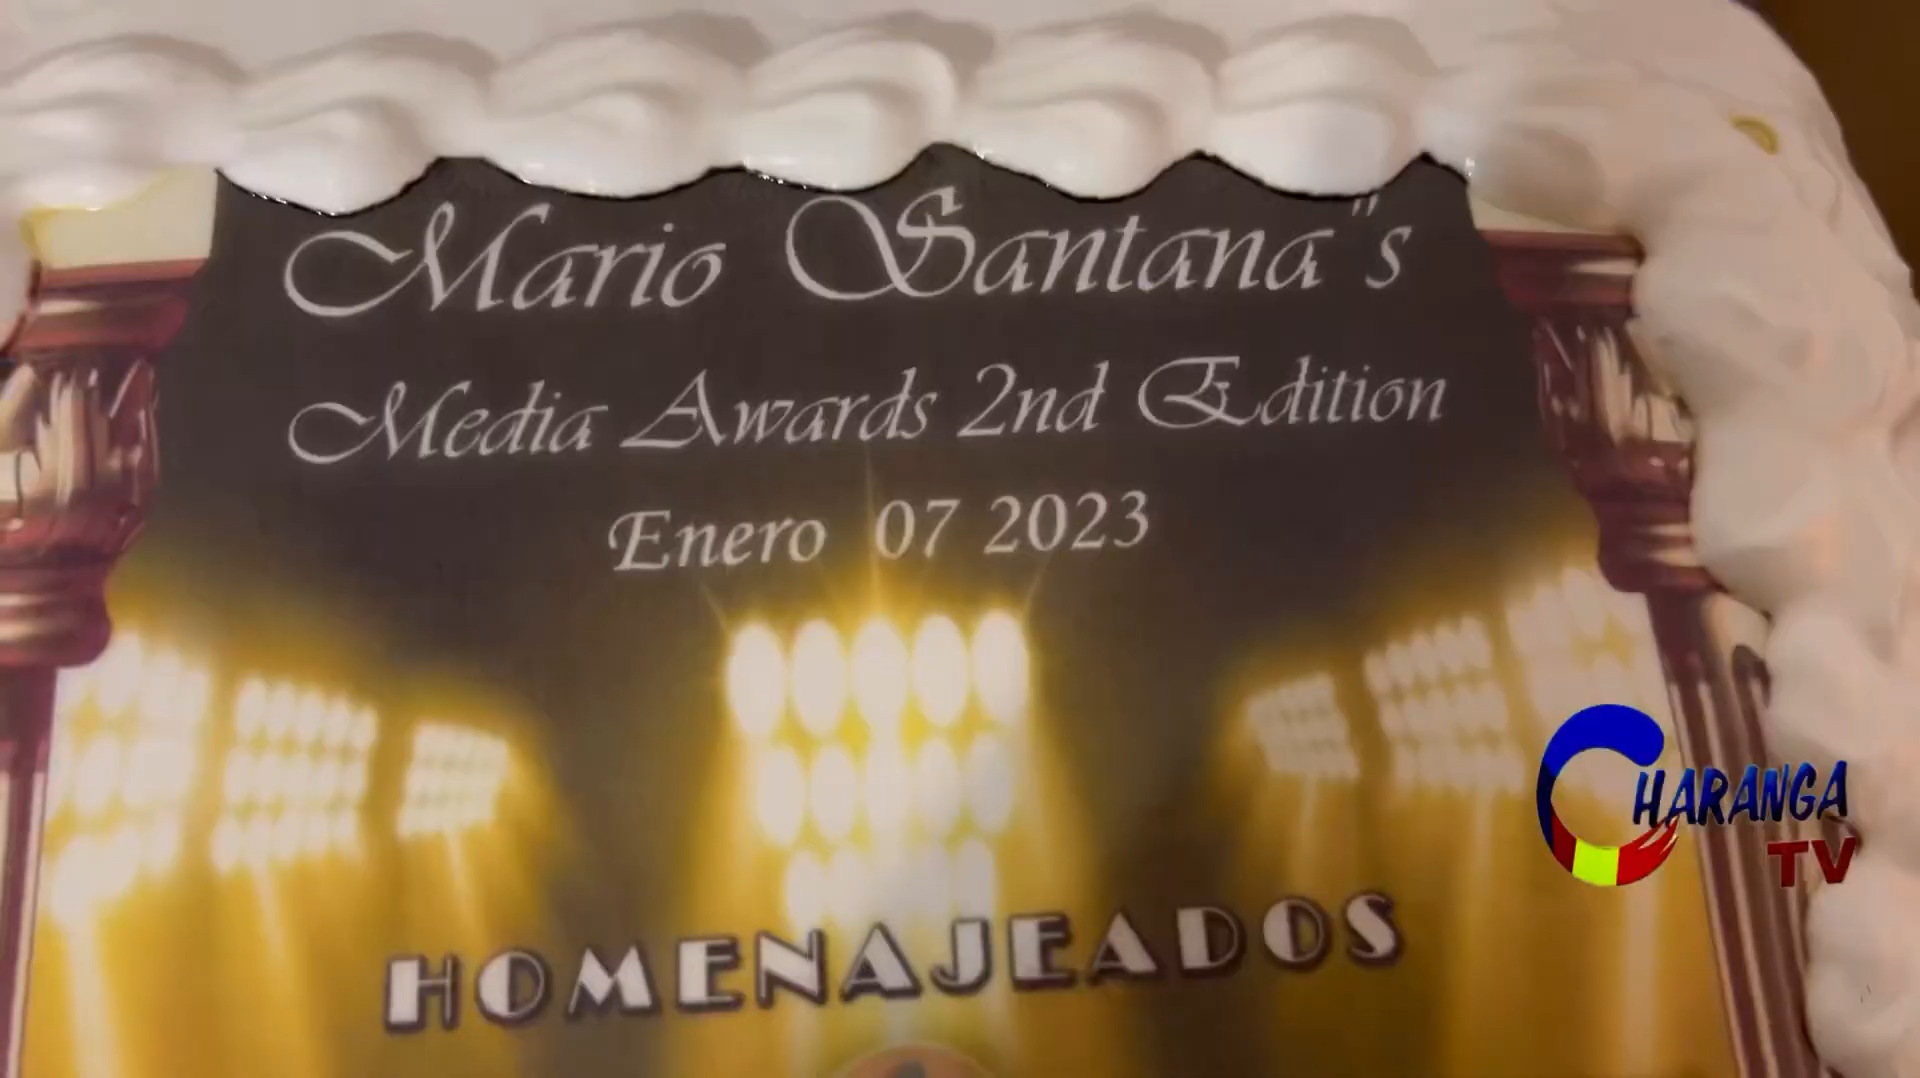 Mario Santana"s
Media Awards 2nd Edition
Enero 07 2023
CHARANGA
TV
HOMENAJEADOS